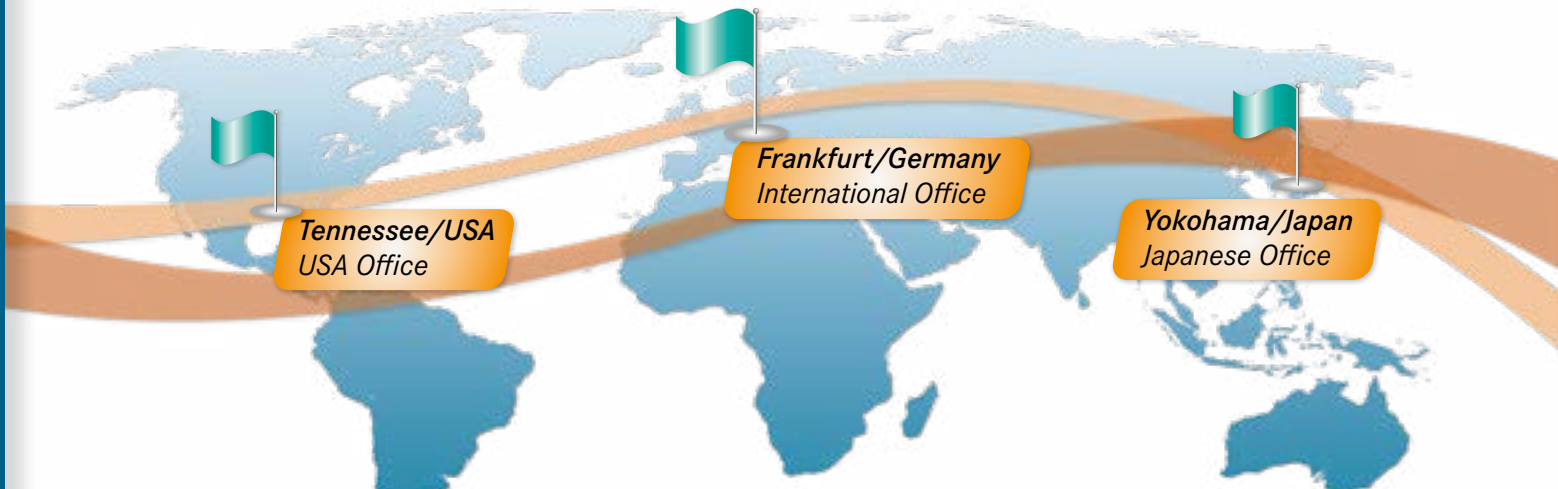 Frankfurt/Germany
International Office
Tennessee/USA
USA Office
Yokohama/Japan
Japanese Office